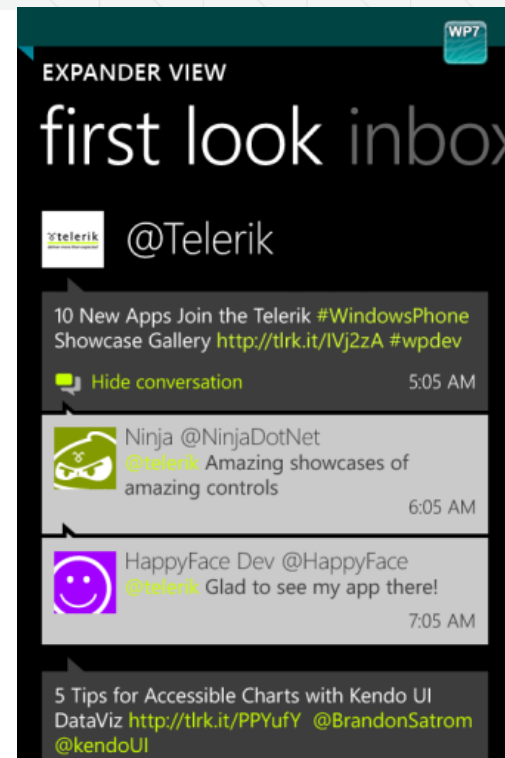 WP7
EXPANDER VIEW
first look inbox
telerik
@Telerik
10 New Apps Join the Telerik #WindowsPhone
Showcase Gallery http://tlrk.it/IVj2zA #wpdev
Hide conversation 5:05 AM
Ninja @NinjaDotNet
@telerik Amazing showcases of
amazing controls
6:05 AM
HappyFace Dev @HappyFace
@telerik Glad to see my app there!
7:05 AM
5 Tips for Accessible Charts with Kendo UI
DataViz http://tlrk.it/PPYufY @BrandonSatrom
@kendoUI